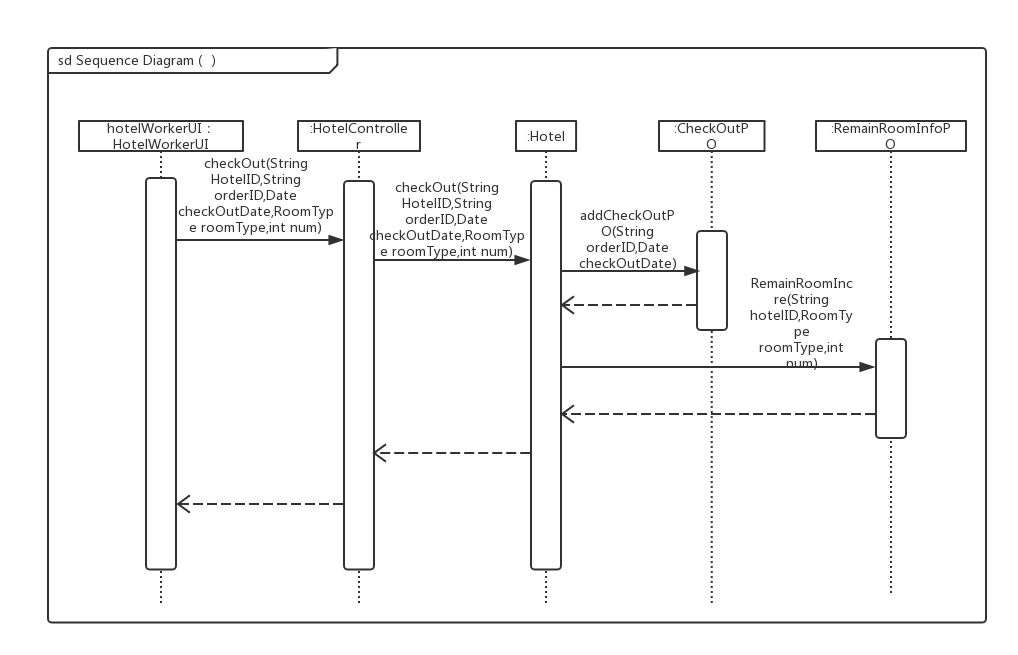 sd Sequence Diagram (  )
hotelWorkerUI :
HotelWorkerUI
:HotelControlle
r
:Hotel
:CheckOutP
O
:RemainRoomInfoP
O
checkOut(String
HotelID,String
orderID,Date
checkOutDate,RoomTyp
e roomType,int num)
checkOut(String
HotelID,String
orderID,Date
checkOutDate,RoomTyp
e roomType,int num)
addCheckOutP
O(String
orderID,Date
checkOutDate)
RemainRoomInc
re(String
hotelID,RoomTy
pe
roomType,int
num)